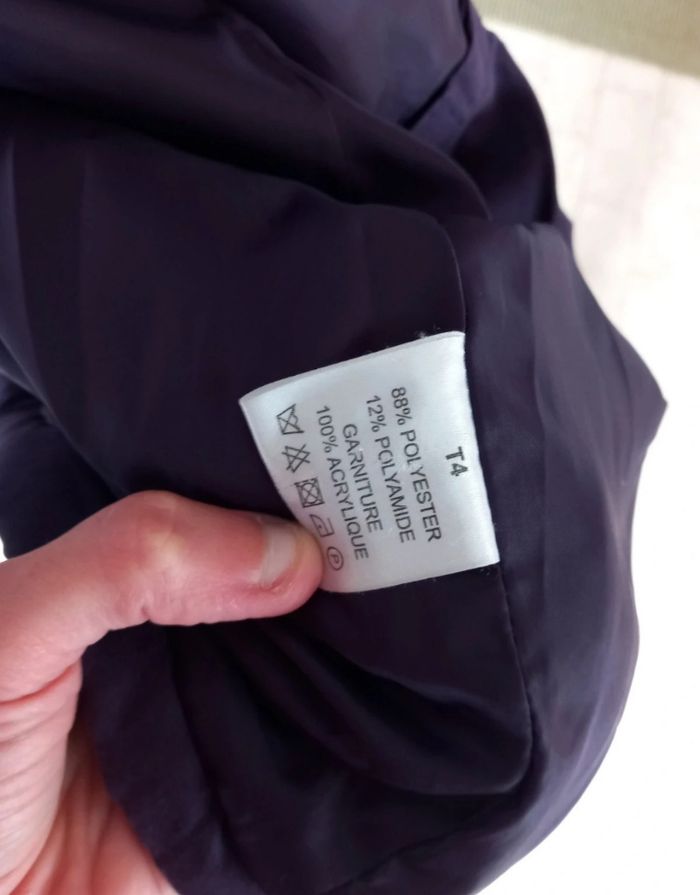 T4
88% POLYESTER
12% POLYAMIDE
GARNITURE
100% ACRYLIQUE
P